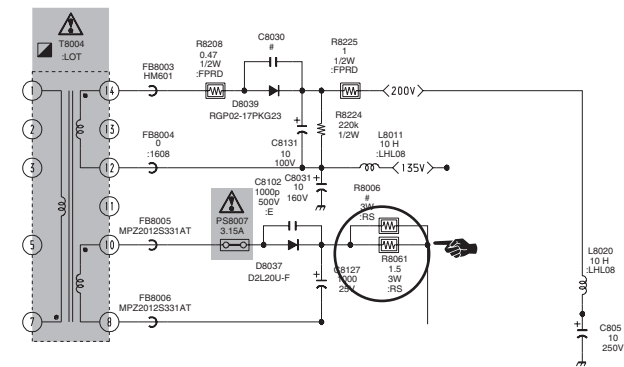 T8004
:LOT
1
2
3
5
7
14
13
12
11
10
8
FB8003
HM601
FB8004
0
:1608
FB8005
MPZ2012S331AT
FB8006
MPZ2012S331AT
R8208
0.47
1/2W
:FPRD
C8030
#
D8039
RGP02-17PKG23
R8225
1
1/2W
:FPRD
200V
R8224
220k
1/2W
C8131
10
100V
L8011
10 H
:LHL08
135V
C8102
1000p
500V
:E
C8031
10
160V
PS8007
3.15A
D8037
D2L20U-F
C8127
1000
25V
R8006
#
3W
:RS
R8061
1.5
3W
:RS
L8020
10 H
:LHL08
C805
10
250V